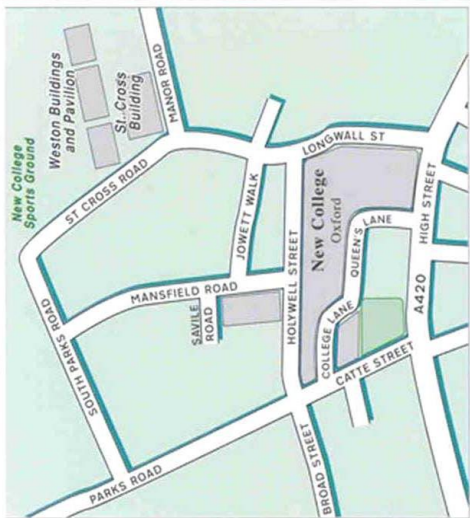 New College
Sports Ground
Weston Buildings
and Pavilion
St. Cross
Building
MANOR ROAD
ST CROSS ROAD
LONGWALL ST
JOWETT WALK
New College
Oxford
QUEEN'S LANE
HIGH STREET
MANSFIELD ROAD
SAVILE
ROAD
HOLYWELL STREET
COLLEGE LANE
A420
SOUTH PARKS ROAD
CATTE STREET
PARKS ROAD
BROAD STREET